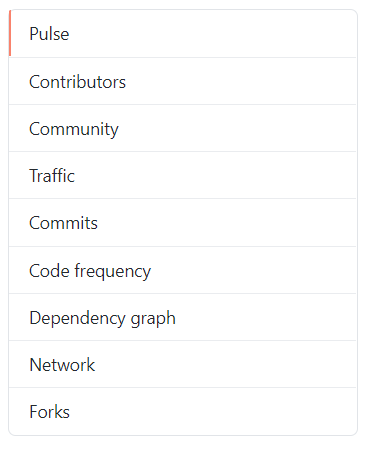 Pulse
Contributors
Community
Traffic
Commits
Code frequency
Dependency graph
Network
Forks